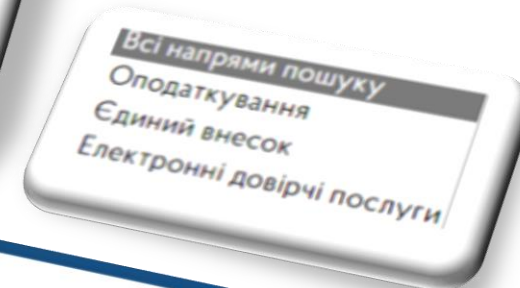 Всі напрями пошуку
Оподаткування
Єдиний внесок
Електронні довірчі послуги